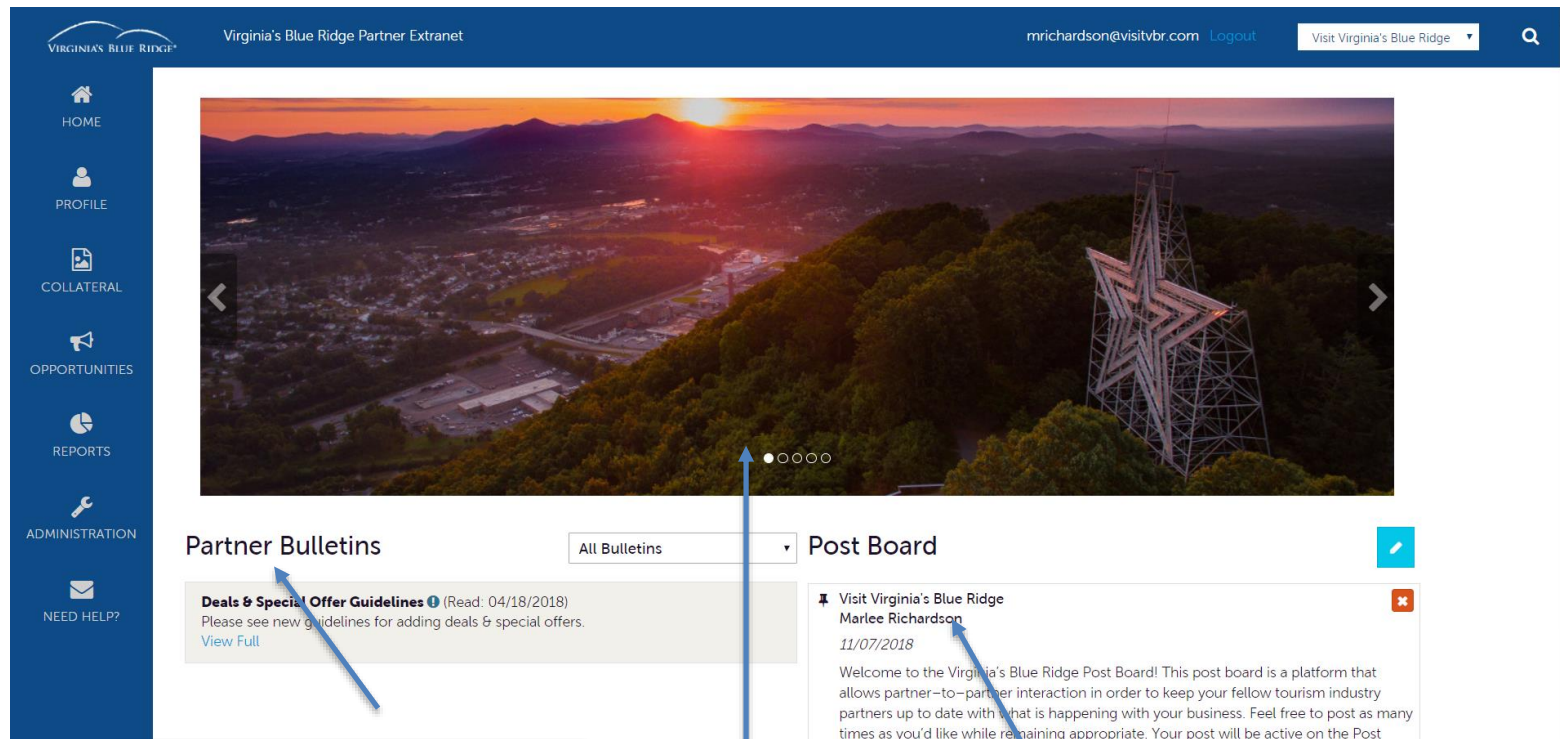 VIRGINIA'S BLUE RIDGE®
Virginia's Blue Ridge Partner Extranet
mrichardson@visitvbr.com Logout
Visit Virginia's Blue Ridge
HOME
PROFILE
COLLATERAL
OPPORTUNITIES
REPORTS
ADMINISTRATION
NEED HELP?
Partner Bulletins
All Bulletins
Deals & Special Offer Guidelines (Read: 04/18/2018)
Please see new guidelines for adding deals & special offers.
View Full
Post Board
Visit Virginia's Blue Ridge
Marlee Richardson
11/07/2018
Welcome to the Virginia's Blue Ridge Post Board! This post board is a platform that
allows partner-to-partner interaction in order to keep your fellow tourism industry
partners up to date with what is happening with your business. Feel free to post as many
times as you'd like while remaining appropriate. Your post will be active on the Post